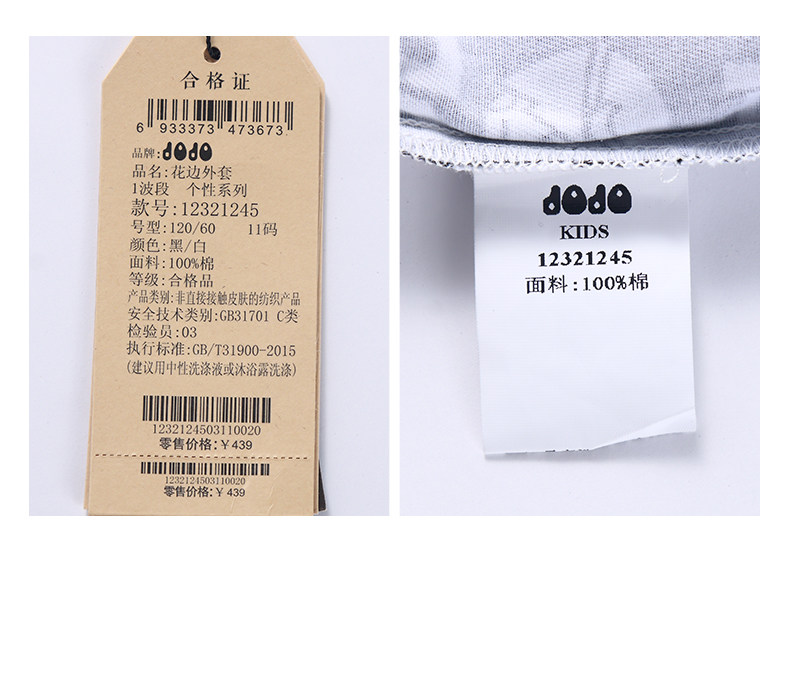 合格证
6 933373 473673
品牌:dodo
品名:花边外套
1波段 个性系列
款号:12321245
号型:120/60 11码
颜色:黑/白
面料:100%棉
等级:合格品
产品类别:非直接接触皮肤的纺织产品
安全技术类别:GB31701 C类
检验员:03
执行标准:GB/T31900-2015
(建议用中性洗涤液或沐浴露洗涤)
1232124503110020
零售价格:￥439
1232124503110020
零售价格:￥439
dodo
KIDS
12321245
面料:100%棉